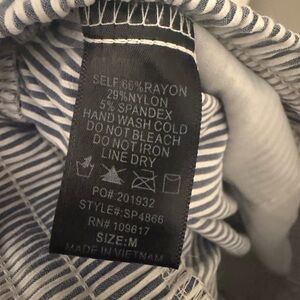 SELF:66%RAYON
29%NYLON
5% SPANDEX
HAND WASH COLD
DO NOT BLEACH
DO NOT IRON
LINE DRY
PO#:201932
STYLE#:SP4866
RN#109617
SIZE:M
MADE IN VIETNAM